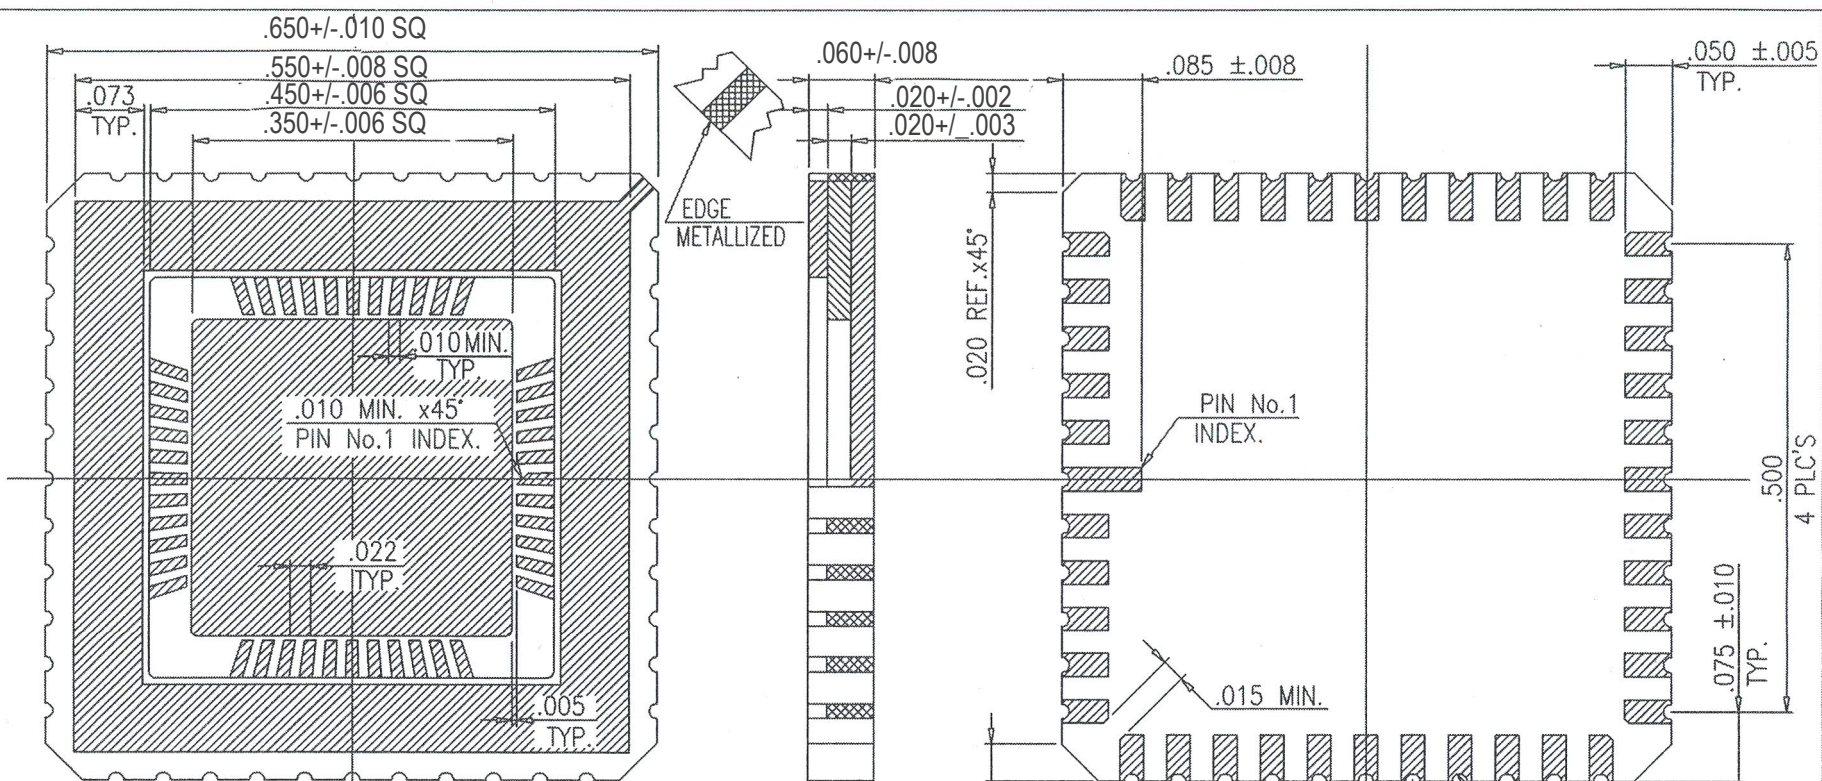 .650+/-.010 SQ
.550+/-.008 SQ
.450+/-.006 SQ
.350+/-.006 SQ
.073
TYP.
.010 MIN.
TYP.
.010 MIN. x45°
PIN No.1 INDEX.
.022
TYP.
.005
TYP.
EDGE
METALLIZED
.060+/-.008
.020+/-.002
.020+/_.003
.085 ±.008
.050 ±.005
TYP.
.020 REF.x45°
PIN No.1
INDEX.
.500
4 PLC'S
.075 ±.010
TYP.
.015 MIN.